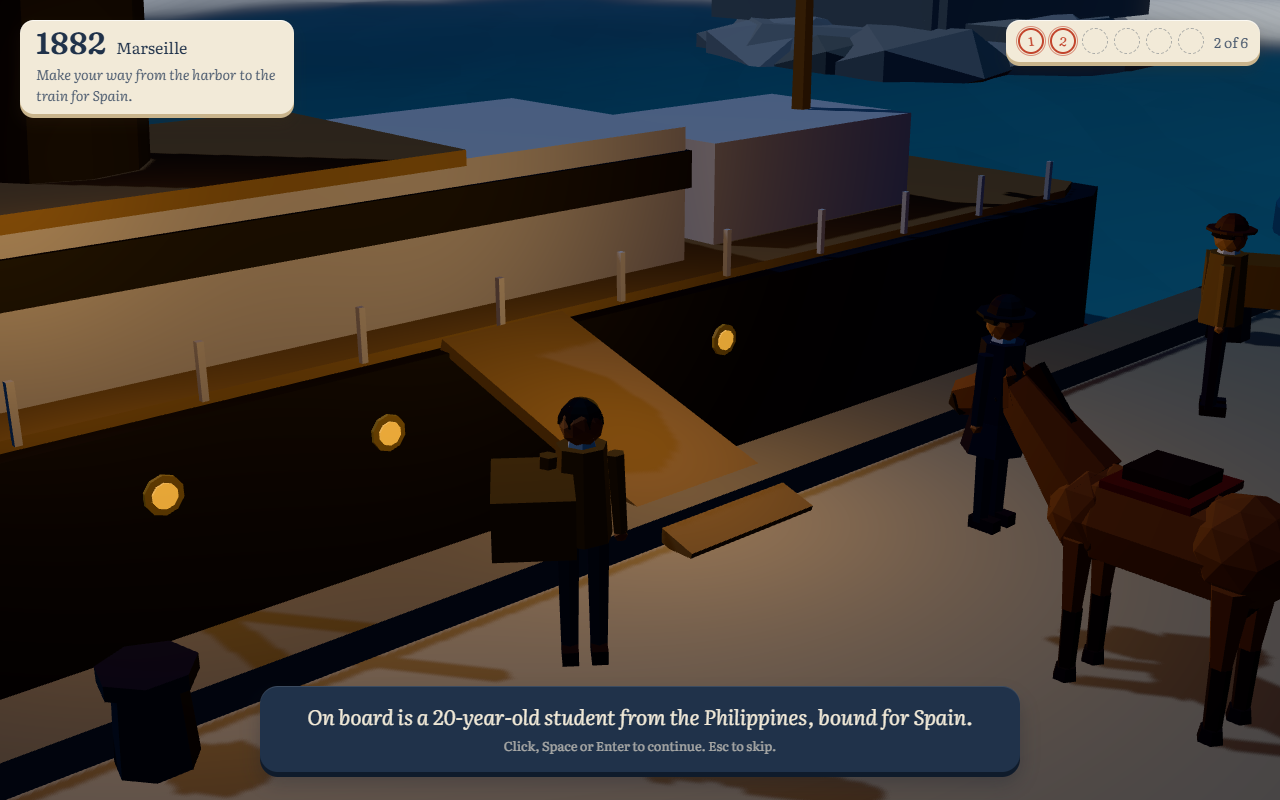 1882 Marseille
Make your way from the harbor to the
train for Spain.
1 2 2 of 6
On board is a 20-year-old student from the Philippines, bound for Spain.
Click, Space or Enter to continue. Esc to skip.